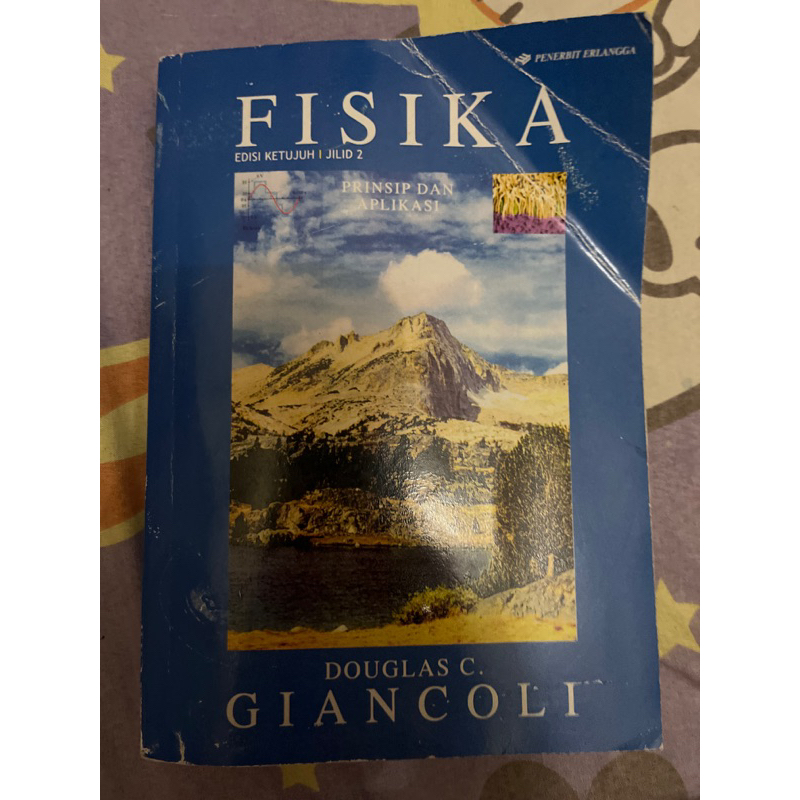 PENERBIT ERLANGGA
FISIKA
EDISI KETUJUH | JILID 2
PRINSIP DAN
APLIKASI
DOUGLAS C.
GIANCOLI